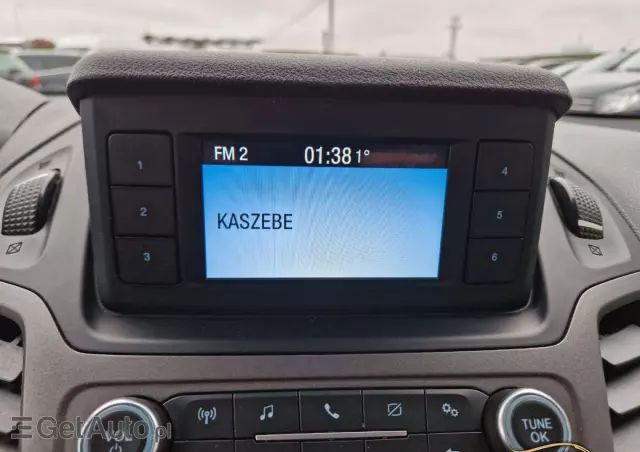 FM 2 01:38 1°
KASZEBE
1
2
3
4
5
6
VOL
TUNE
OK
GetAuto.pl